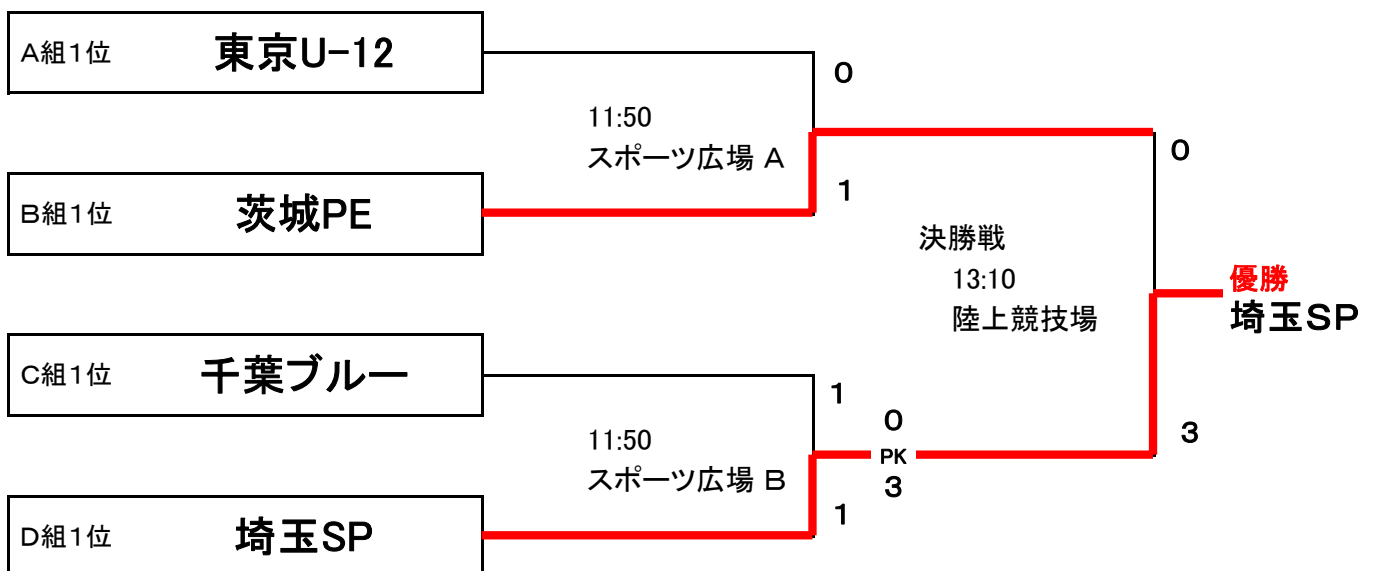 A組1位 東京U-12
0
11:50
スポーツ広場 A
0
B組1位 茨城PE
1
決勝戦
13:10
陸上競技場
優勝
埼玉SP
C組1位 千葉ブルー
1
0
PK
3
3
11:50
スポーツ広場 B
D組1位 埼玉SP
1